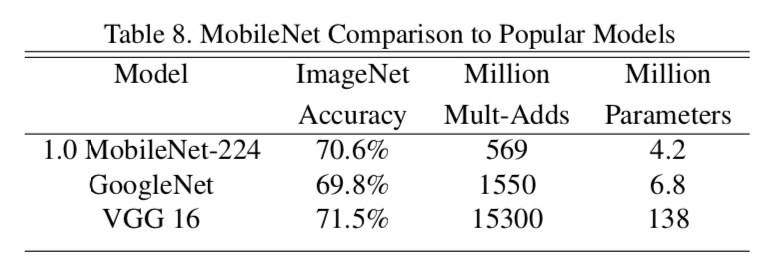 Table 8. MobileNet Comparison to Popular Models
Model ImageNet Million Million
Accuracy Mult-Adds Parameters
1.0 MobileNet-224 70.6% 569 4.2
GoogleNet 69.8% 1550 6.8
VGG 16 71.5% 15300 138